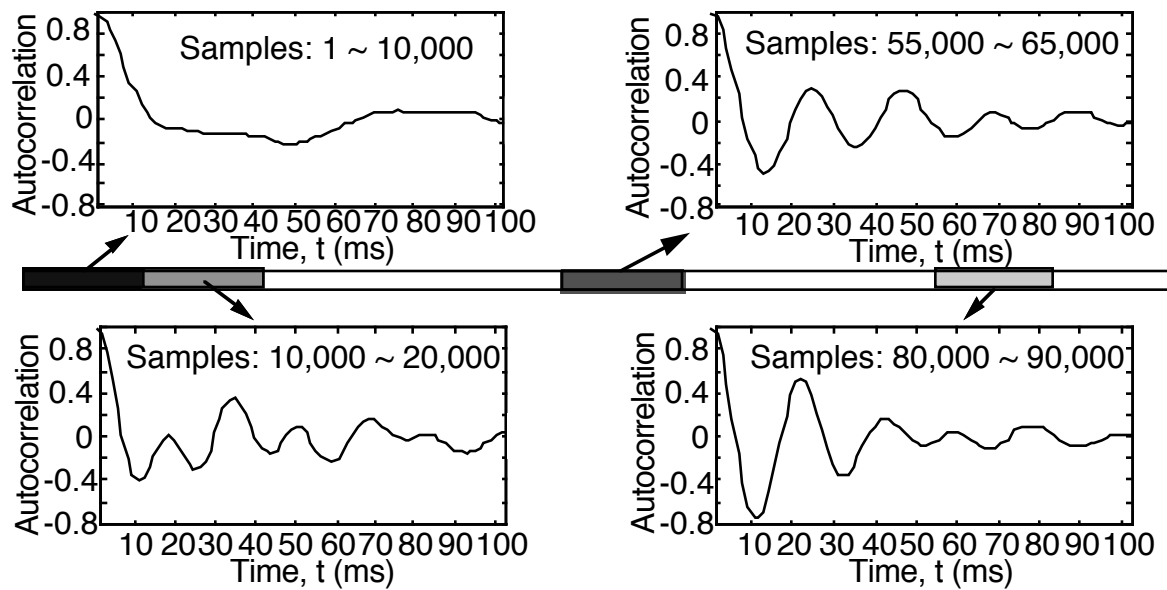 Autocorrelation
0.8
0.4
0
-0.4
-0.8
Samples: 1 ~ 10,000
10 20 30 40 50 60 70 80 90 100
Time, t (ms)
Autocorrelation
0.8
0.4
0
-0.4
-0.8
Samples: 55,000 ~ 65,000
10 20 30 40 50 60 70 80 90 100
Time, t (ms)
Autocorrelation
0.8
0.4
0
-0.4
-0.8
Samples: 10,000 ~ 20,000
10 20 30 40 50 60 70 80 90 100
Time, t (ms)
Autocorrelation
0.8
0.4
0
-0.4
-0.8
Samples: 80,000 ~ 90,000
10 20 30 40 50 60 70 80 90 100
Time, t (ms)